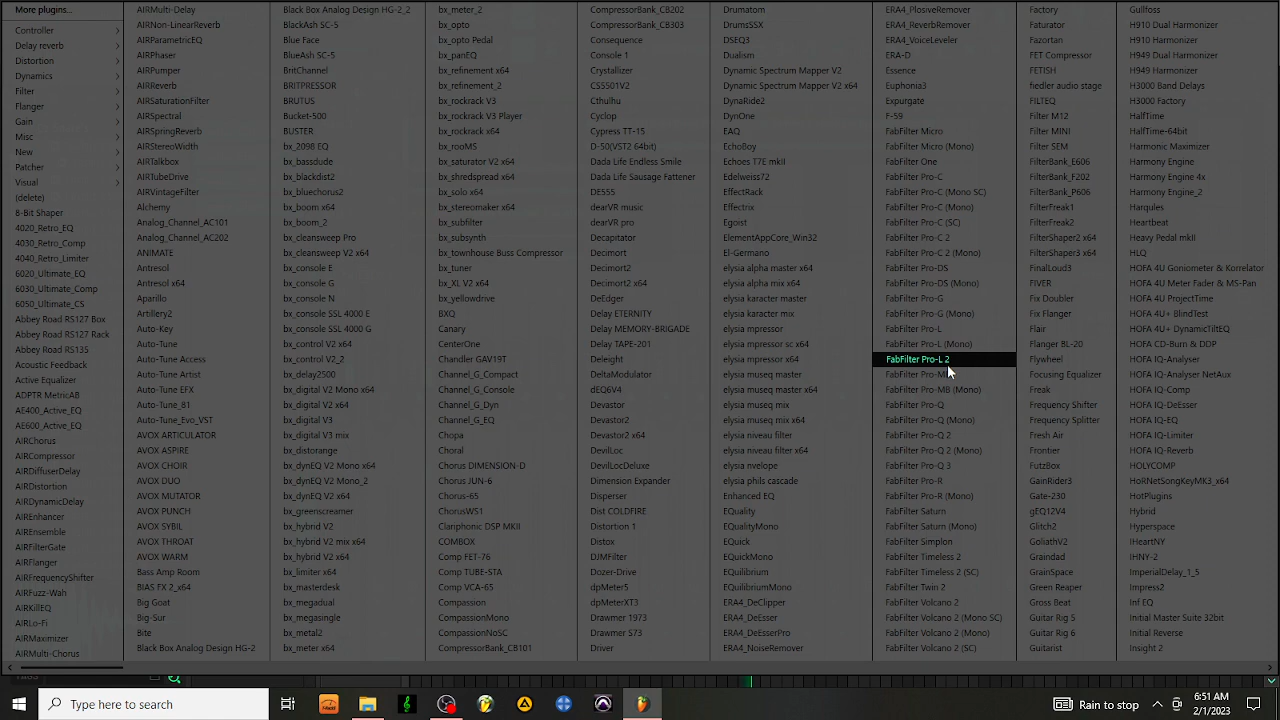 More plugins...
Controller
Delay reverb
Distortion
Dynamics
Filter
Flanger
Gain
Misc
New
Patcher
Visual
(delete)
8-Bit Shaper
4020_Retro_EQ
4030_Retro_Comp
4040_Retro_Limiter
6020_Ultimate_EQ
6030_Ultimate_Comp
6050_Ultimate_CS
Abbey Road RS127 Box
Abbey Road RS127 Rack
Abbey Road RS135
Acoustic Feedback
Active Equalizer
ADPTR MetricAB
AE400_Active_EQ
AE600_Active_EQ
AIRChorus
AIRCompressor
AIRDiffuserDelay
AIRDistortion
AIRDynamicDelay
AIREnhancer
AIREnsemble
AIRFilterGate
AIRFlanger
AIRFrequencyShifter
AIRFuzz-Wah
AIRKillEQ
AIRLo-Fi
AIRMaximizer
AIRMulti-Chorus
AIRMulti-Delay
AIRNon-LinearReverb
AIRParametricEQ
AIRPhaser
AIRPumper
AIRReverb
AIRSaturationFilter
AIRSpectral
AIRSpringReverb
AIRStereoWidth
AIRTalkbox
AIRTubeDrive
AIRVintageFilter
Alchemy
Analog_Channel_AC101
Analog_Channel_AC202
ANIMATE
Antresol
Antresol x64
Aparillo
Artillery2
Auto-Key
Auto-Tune
Auto-Tune Access
Auto-Tune Artist
Auto-Tune EFX
Auto-Tune_81
Auto-Tune_Evo_VST
AVOX ARTICULATOR
AVOX ASPIRE
AVOX CHOIR
AVOX DUO
AVOX MUTATOR
AVOX PUNCH
AVOX SYBIL
AVOX THROAT
AVOX WARM
Bass Amp Room
BIAS FX 2_x64
Big Goat
Big-Sur
Bite
Black Box Analog Design HG-2
Black Box Analog Design HG-2_2
BlackAsh SC-5
Blue Face
BlueAsh SC-5
BritChannel
BRITPRESSOR
BRUTUS
Bucket-500
BUSTER
bx_2098 EQ
bx_bassdude
bx_blackdist2
bx_bluechorus2
bx_boom x64
bx_boom_2
bx_cleansweep Pro
bx_cleansweep V2 x64
bx_console E
bx_console G
bx_console N
bx_console SSL 4000 E
bx_console SSL 4000 G
bx_control V2 x64
bx_control V2_2
bx_delay2500
bx_digital V2 Mono x64
bx_digital V2 x64
bx_digital V3
bx_digital V3 mix
bx_distorange
bx_dynEQ V2 Mono x64
bx_dynEQ V2 Mono_2
bx_dynEQ V2 x64
bx_greenscreamer
bx_hybrid V2
bx_hybrid V2 mix x64
bx_hybrid V2 x64
bx_limiter x64
bx_masterdesk
bx_megadual
bx_megasingle
bx_metal2
bx_meter x64
bx_meter_2
bx_opto
bx_opto Pedal
bx_panEQ
bx_refinement x64
bx_refinement_2
bx_rockrack V3
bx_rockrack V3 Player
bx_rockrack x64
bx_rooMS
bx_saturator V2 x64
bx_shredspread x64
bx_solo x64
bx_stereomaker x64
bx_subfilter
bx_subsynth
bx_townhouse Buss Compressor
bx_tuner
bx_XL V2 x64
bx_yellowdrive
BXQ
Canary
CenterOne
Chandler GAV19T
Channel_G_Compact
Channel_G_Dyn
Channel_G_EQ
Chopa
Choral
Chorus DIMENSION-D
Chorus JUN-6
Chorus-65
ChorusWS1
Clariphonic DSP MKII
COMBOX
Comp FET-76
Comp TUBE-STA
Comp VCA-65
Compassion
CompassionMono
CompassionNoSC
CompressorBank_CB101
CompressorBank_CB202
CompressorBank_CB303
Consequence
Console 1
Crystallizer
CS5501V2
Cthulhu
Cyclop
Cypress TT-15
D-50(VST2 64bit)
Dada Life Endless Smile
Dada Life Sausage Fattener
DE555
dearVR music
dearVR pro
Decapitator
Decimort
Decimort2
Decimort2 x64
DeEdger
Delay ETERNITY
Delay MEMORY-BRIGADE
Delay TAPE-201
Deleight
DeltaModulator
dEQ6V4
Devastor
Devastor2
Devastor2 x64
DevilLoc
DevilLocDeluxe
Dimension Expander
Disperser
Distortion 1
Distox
DJMFilter
Dozer-Drive
dpMeter5
dpMeterXT3
Drawmer 1973
Drawmer S73
Driver
Drumatom
DrumsSSX
DSEQ3
Dualism
Dynamic Spectrum Mapper V2
Dynamic Spectrum Mapper V2 x64
DynaRide2
DynOne
EAQ
EchoBoy
Echoes T7E mkII
Edelweiss72
EffectRack
Effectrix
Egoist
ElementAppCore_Win32
El-Germano
elysia alpha master x64
elysia alpha mix x64
elysia karacter master
elysia karacter mix
elysia mpressor
elysia mpressor sc x64
elysia mpressor x64
elysia museq master
elysia museq master x64
elysia museq mix
elysia niveau filter
elysia niveau filter x64
elysia nvelope
elysia phils cascade
Enhanced EQ
EQuality
EQualityMono
EQuick
EQuickMono
EQuilibrium
EQuilibriumMono
ERA4_DeClipper
ERA4_DeEsser
ERA4_DeEsserPro
ERA4_NoiseRemover
ERA4_PlosiveRemover
ERA4_ReverbRemover
ERA4_VoiceLeveler
ERA-D
Essence
Euphonia3
Expurgate
F-59
FabFilter Micro
FabFilter Micro (Mono)
FabFilter One
FabFilter Pro-C
FabFilter Pro-C (Mono SC)
FabFilter Pro-C (Mono)
FabFilter Pro-C (SC)
FabFilter Pro-C 2
FabFilter Pro-C 2 (Mono)
FabFilter Pro-DS
FabFilter Pro-DS (Mono)
FabFilter Pro-G
FabFilter Pro-G (Mono)
FabFilter Pro-L
FabFilter Pro-L (Mono)
FabFilter Pro-L 2
FabFilter Pro-MB
FabFilter Pro-MB (Mono)
FabFilter Pro-Q
FabFilter Pro-Q (Mono)
FabFilter Pro-Q 2
FabFilter Pro-Q 2 (Mono)
FabFilter Pro-Q 3
FabFilter Pro-R
FabFilter Pro-R (Mono)
FabFilter Saturn
FabFilter Saturn (Mono)
FabFilter Simplon
FabFilter Timeless 2
FabFilter Timeless 2 (SC)
FabFilter Twin 2
FabFilter Volcano 2
FabFilter Volcano 2 (Mono SC)
FabFilter Volcano 2 (Mono)
FabFilter Volcano 2 (SC)
Factory
Faturator
Fazortan
FET Compressor
FETISH
fiedler audio stage
FILTEQ
Filter M12
Filter MINI
Filter SEM
FilterBank_E606
FilterBank_F202
FilterBank_P606
FilterFreak1
FilterFreak2
FilterShaper2 x64
FilterShaper3 x64
FinalLoud3
FIVER
Fix Doubler
Fix Flanger
Flair
Flanger BL-20
Flywheel
Focusing Equalizer
Freak
Frequency Shifter
Frequency Splitter
Fresh Air
Frontier
FutzBox
GainRider3
Gate-230
gEQ12V4
Glitch2
GoliathV2
Graindad
GrainSpace
Green Reaper
Gross Beat
Guitar Rig 5
Guitar Rig 6
Guitarist
Gullfoss
H910 Dual Harmonizer
H910 Harmonizer
H949 Dual Harmonizer
H949 Harmonizer
H3000 Band Delays
H3000 Factory
HalfTime
HalfTime-64bit
Harmonic Maximizer
Harmony Engine
Harmony Engine 4x
Harmony Engine_2
Harqules
Heartbeat
Heavy Pedal mkII
HLQ
HOFA 4U Goniometer & Korrelator
HOFA 4U Meter Fader & MS-Pan
HOFA 4U ProjectTime
HOFA 4U+ BlindTest
HOFA 4U+ DynamicTiltEQ
HOFA CD-Burn & DDP
HOFA IQ-Analyser
HOFA IQ-Analyser NetAux
HOFA IQ-Comp
HOFA IQ-DeEsser
HOFA IQ-EQ
HOFA IQ-Limiter
HOFA IQ-Reverb
HOLYCOMP
HoRNetSongKeyMK3_x64
HotPlugins
Hybrid
Hyperspace
IHeartNY
IHNY-2
ImperialDelay_1_5
Impress2
Inf EQ
Initial Master Suite 32bit
Initial Reverse
Insight 2
Type here to search
Rain to stop
6:51 AM
2/1/2023